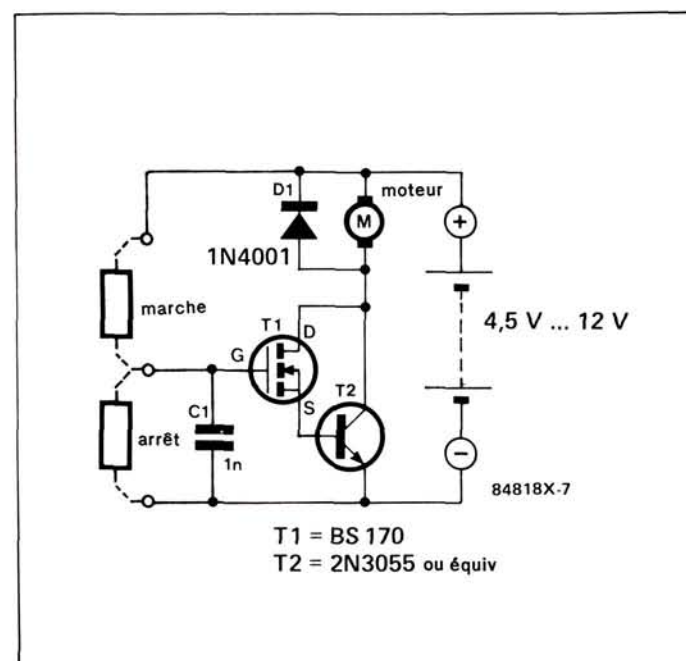 D1
moteur
M
+
1N4001
marche
4,5 V ... 12 V
T1
D
G
S
T2
C1
arrêt
1n
−
84818X-7
T1 = BS 170
T2 = 2N3055 ou équiv